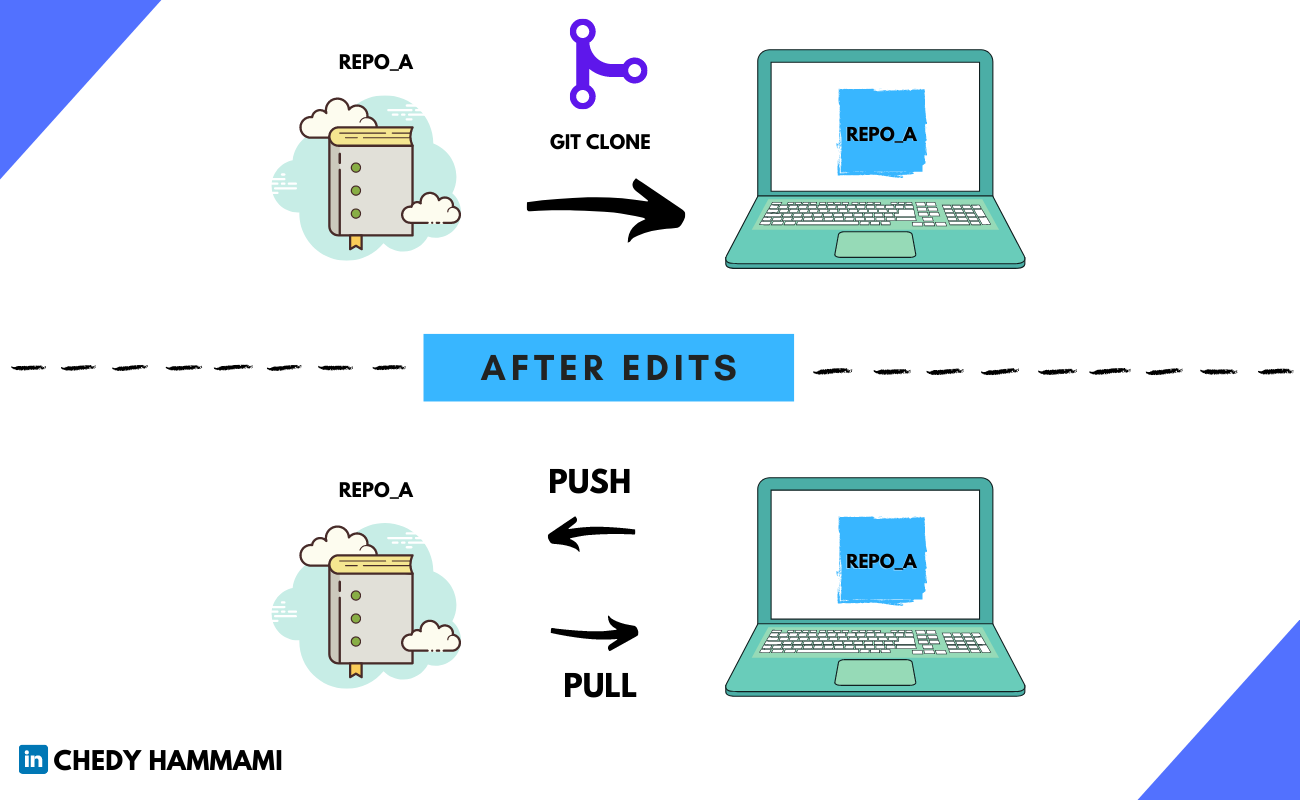 REPO_A
GIT CLONE
REPO_A
AFTER EDITS
REPO_A
PUSH
REPO_A
PULL
in CHEDY HAMMAMI